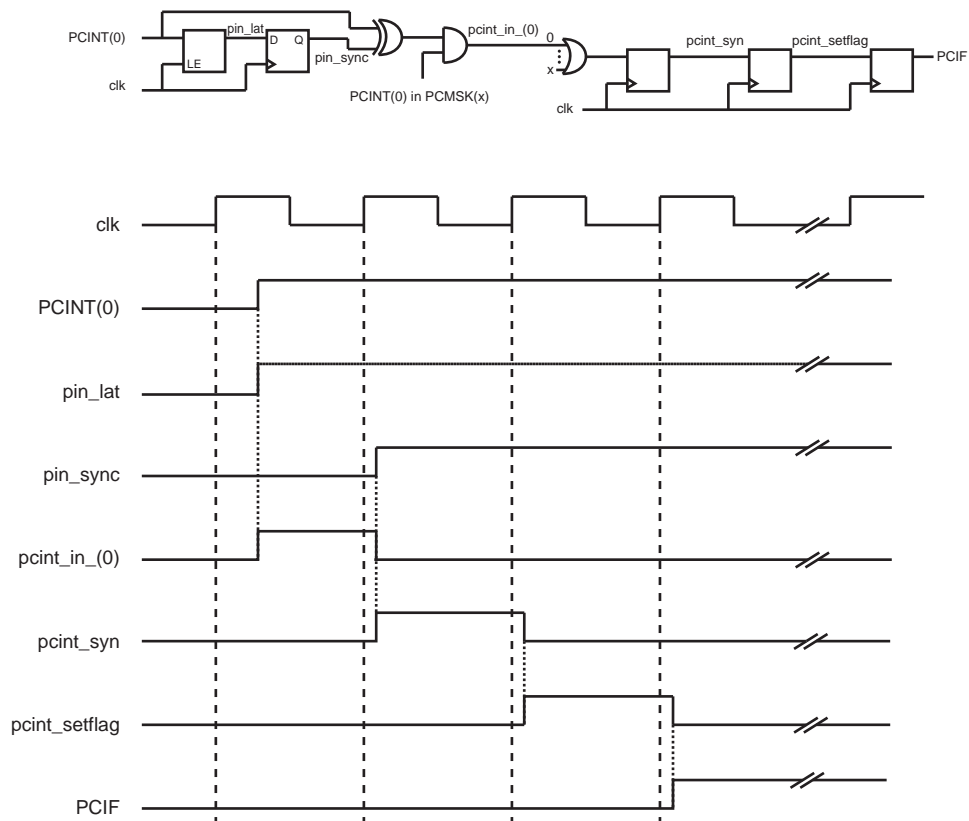 PCINT(0)
clk
LE
pin_lat
D
Q
pin_sync
PCINT(0) in PCMSK(x)
pcint_in_(0)
0
x
clk
pcint_syn
pcint_setflag
PCIF
clk
PCINT(0)
pin_lat
pin_sync
pcint_in_(0)
pcint_syn
pcint_setflag
PCIF